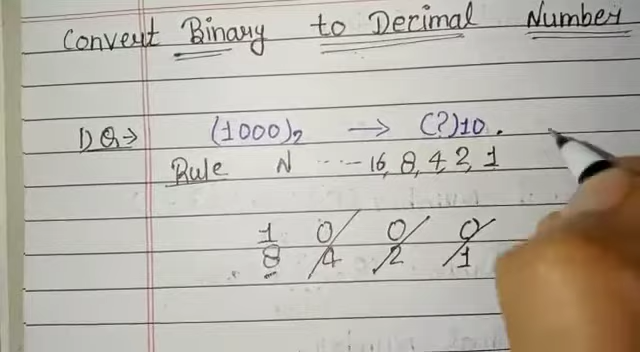 Convert Binary to Decimal Number
1) Q→ (1000)₂ → (?)10.
Rule N ---- 16, 8, 4, 2, 1
1 0 0 0
8 4 2 1